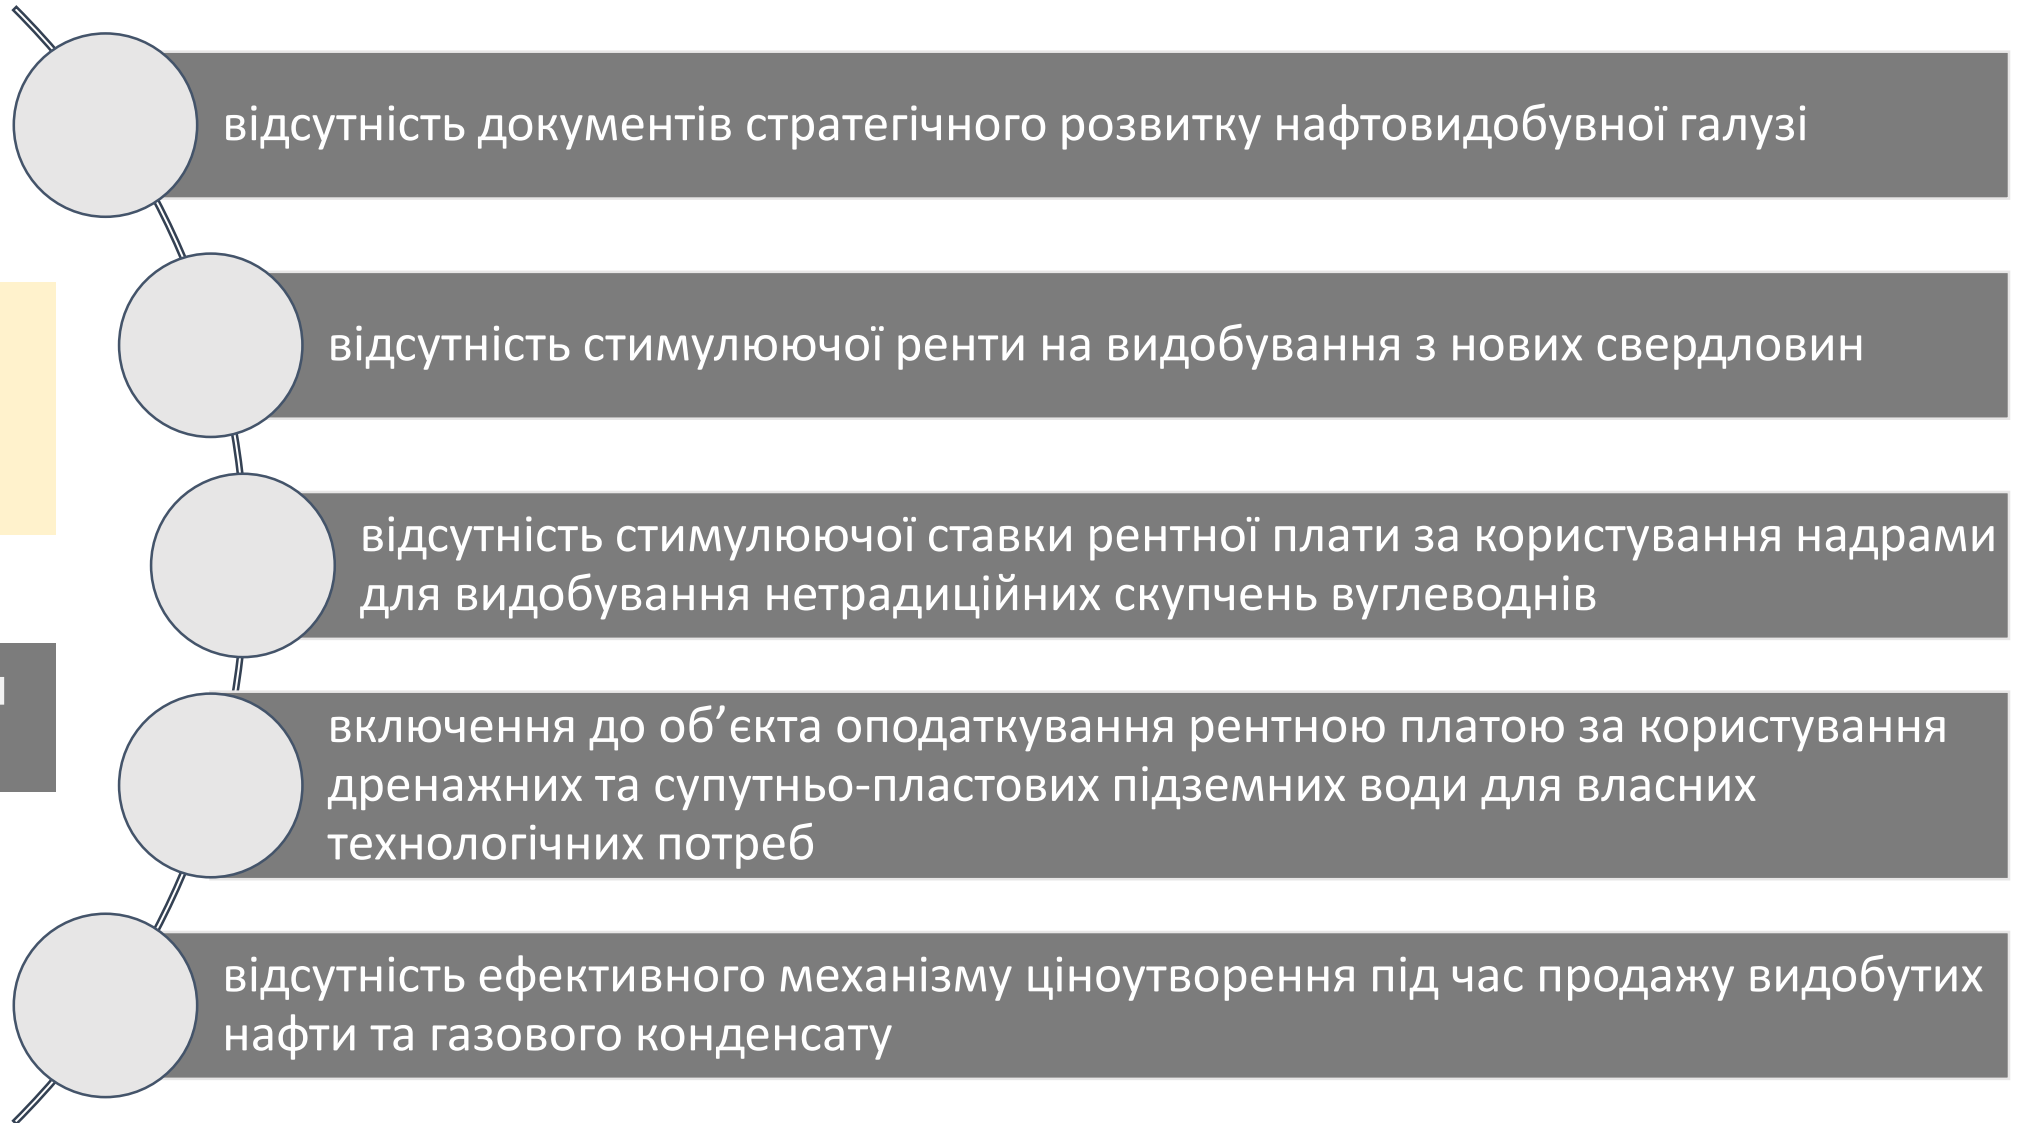 відсутність документів стратегічного розвитку нафтовидобувної галузі
відсутність стимулюючої ренти на видобування з нових свердловин
відсутність стимулюючої ставки рентної плати за користування надрами
для видобування нетрадиційних скупчень вуглеводнів
включення до об’єкта оподаткування рентною платою за користування
дренажних та супутньо-пластових підземних води для власних
технологічних потреб
відсутність ефективного механізму ціноутворення під час продажу видобутих
нафти та газового конденсату